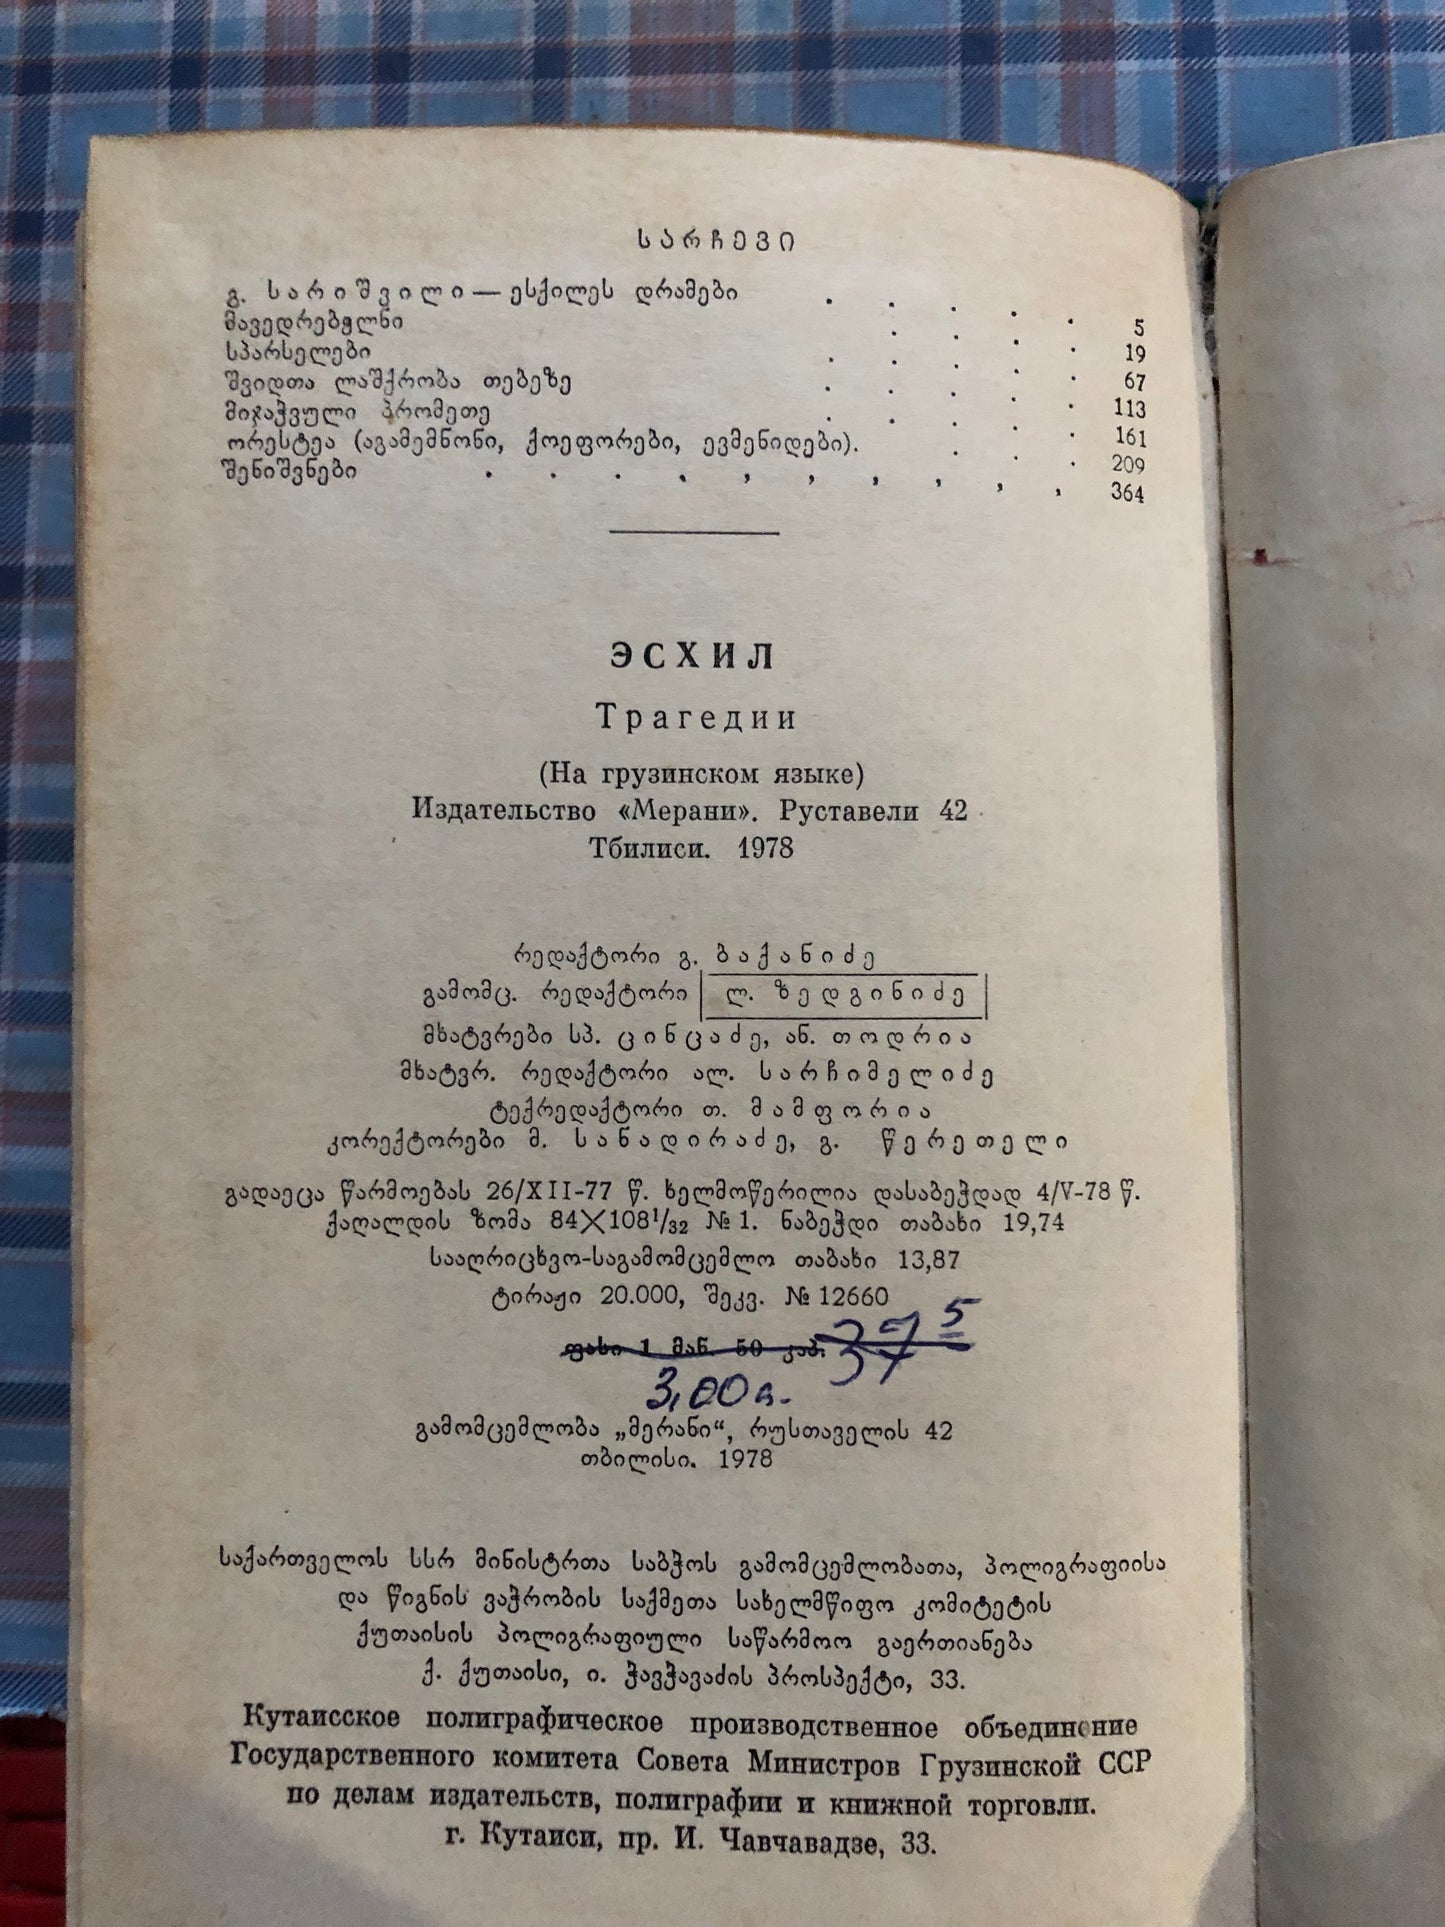 ᲡᲐᲠᲩᲔᲕᲘ
გ. სარიშვილი — ესქილეს დრამები . . . . . 5
მავედრებელნი . . . . 19
სპარსელები . . . . . 67
შვიდთა ლაშქრობა თებეზე . . . . . 113
მიჯაჭვული პრომეთე . . . . . 161
ორესტეა (აგამემნონი, ქოეფორები, ევმენიდები). . . . 209
შენიშვნები . . . . , , , , , , 364
ЭСХИЛ
Трагедии
(На грузинском языке)
Издательство «Мерани». Руставели 42
Тбилиси. 1978
რედაქტორი გ. ბაქანიძე
გამომც. რედაქტორი ლ. ზედგინიძე
მხატვრები სპ. ცინცაძე, ან. თოდრია
მხატვრ. რედაქტორი ალ. სარჩიმელიძე
ტექრედაქტორი თ. მამფორია
კორექტორები მ. სანადირაძე, გ. წერეთელი
გადაეცა წარმოებას 26/XII-77 წ. ხელმოწერილია დასაბეჭდად 4/V-78 წ.
ქაღალდის ზომა 84×108¹/₃₂ № 1. ნაბეჭდი თაბახი 19,74
სააღრიცხვო-საგამომცემლო თაბახი 13,87
ტირაჟი 20.000, შეკვ. № 12660
ფასი 1 მან. 50 კაპ.
3,00
გამომცემლობა „მერანი“, რუსთაველის 42
თბილისი. 1978
საქართველოს სსრ მინისტრთა საბჭოს გამომცემლობათა, პოლიგრაფიისა
და წიგნის ვაჭრობის საქმეთა სახელმწიფო კომიტეტის
ქუთაისის პოლიგრაფიული საწარმოო გაერთიანება
ქ. ქუთაისი, ი. ჭავჭავაძის პროსპექტი, 33.
Кутаисское полиграфическое производственное объединение
Государственного комитета Совета Министров Грузинской ССР
по делам издательств, полиграфии и книжной торговли.
г. Кутаиси, пр. И. Чавчавадзе, 33.